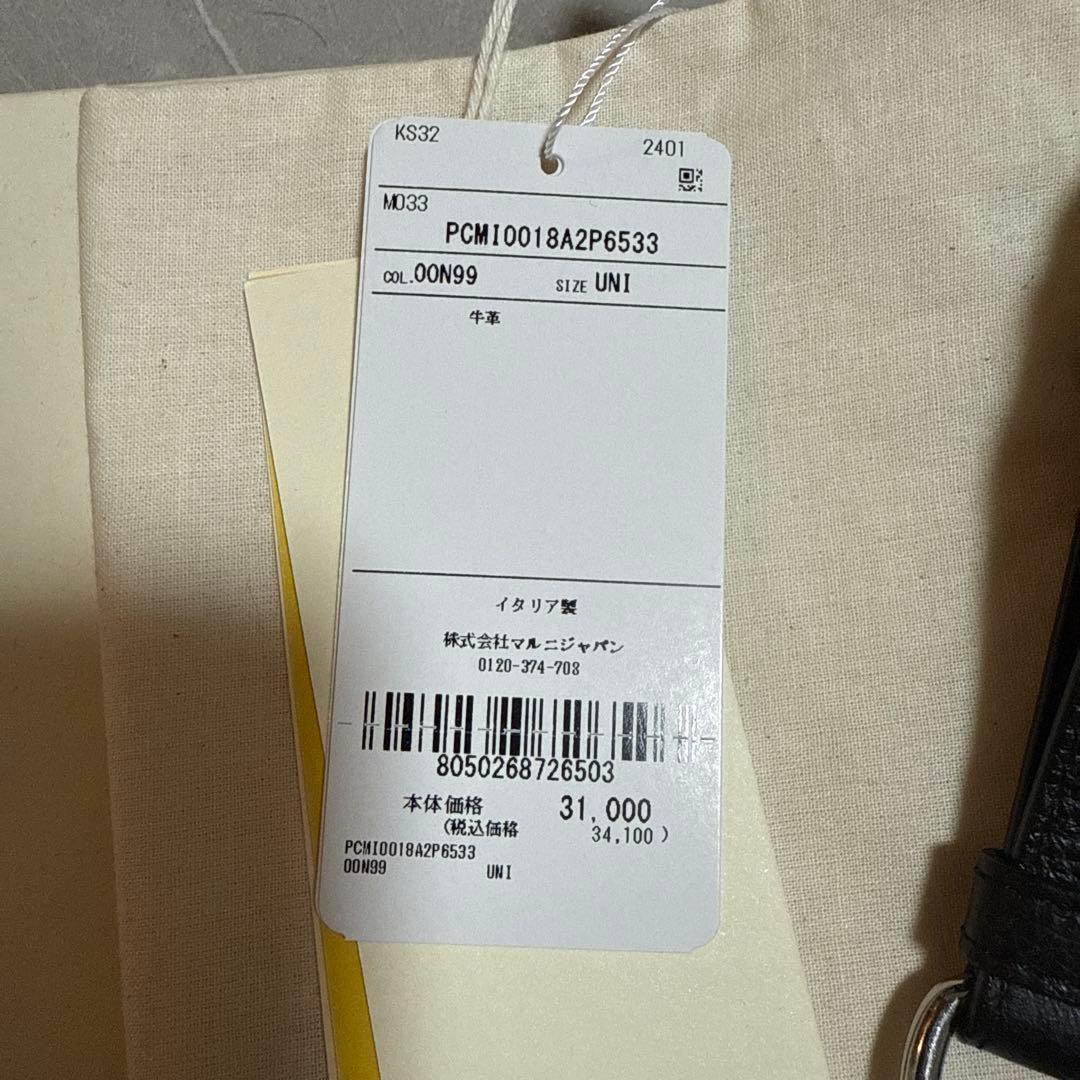 KS32 2401
M033
PCMI0018A2P6533
COL.00N99 SIZE UNI
牛革
イタリア製
株式会社マルニジャパン
0120-374-708
8050268726503
本体価格 31,000
(税込価格 34,100 )
PCMI0018A2P6533
00N99 UNI